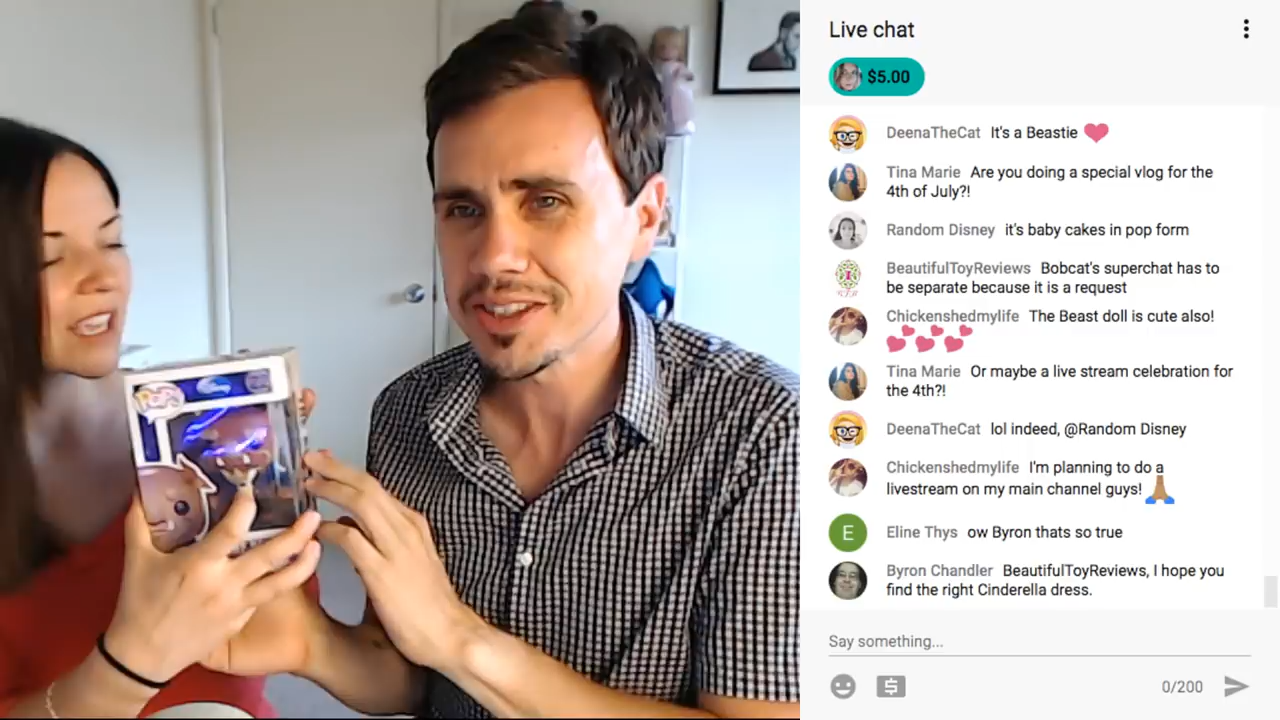 Live chat
$5.00
DeenaTheCat It's a Beastie
Tina Marie Are you doing a special vlog for the
4th of July?!
Random Disney it's baby cakes in pop form
BeautifulToyReviews Bobcat's superchat has to
be separate because it is a request
Chickenshedmylife The Beast doll is cute also!
Tina Marie Or maybe a live stream celebration for
the 4th?!
DeenaTheCat lol indeed, @Random Disney
Chickenshedmylife I'm planning to do a
livestream on my main channel guys!
E Eline Thys ow Byron thats so true
Byron Chandler BeautifulToyReviews, I hope you
find the right Cinderella dress.
Say something...
0/200
POP!
Disney